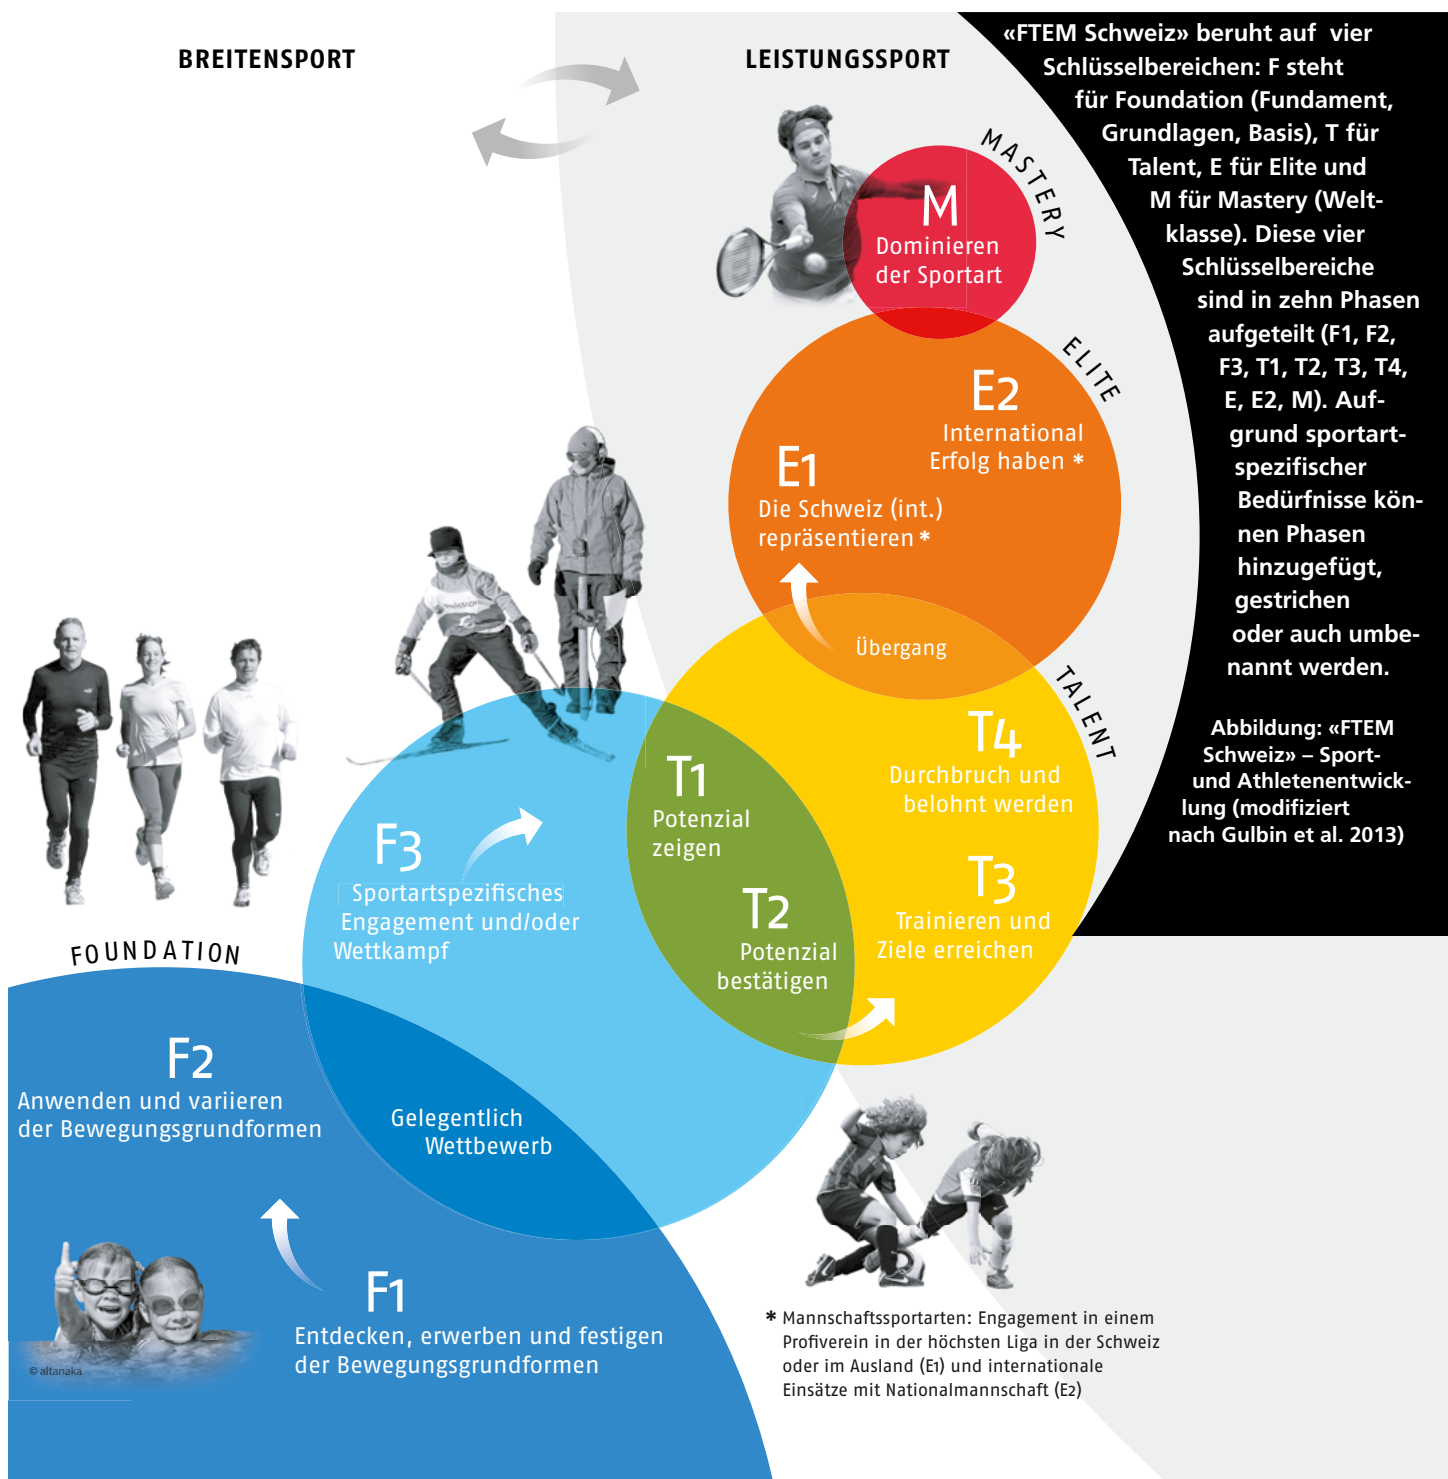 BREITENSPORT
LEISTUNGSSPORT
«FTEM Schweiz» beruht auf vier
Schlüsselbereichen: F steht
für Foundation (Fundament,
Grundlagen, Basis), T für
Talent, E für Elite und
M für Mastery (Welt-
klasse). Diese vier
Schlüsselbereiche
sind in zehn Phasen
aufgeteilt (F1, F2,
F3, T1, T2, T3, T4,
E, E2, M). Auf-
grund sportart-
spezifischer
Bedürfnisse kön-
nen Phasen
hinzugefügt,
gestrichen
oder auch umbe-
nannt werden.
Abbildung: «FTEM
Schweiz» – Sport-
und Athletenentwick-
lung (modifiziert
nach Gulbin et al. 2013)
MASTERY
M
Dominieren
der Sportart
ELITE
E2
International
Erfolg haben *
E1
Die Schweiz (int.)
repräsentieren *
Übergang
TALENT
T4
Durchbruch und
belohnt werden
T3
Trainieren und
Ziele erreichen
T1
Potenzial
zeigen
T2
Potenzial
bestätigen
F3
Sportartspezifisches
Engagement und/oder
Wettkampf
FOUNDATION
F2
Anwenden und variieren
der Bewegungsgrundformen
Gelegentlich
Wettbewerb
F1
Entdecken, erwerben und festigen
der Bewegungsgrundformen
© altanaka
* Mannschaftssportarten: Engagement in einem
Profiverein in der höchsten Liga in der Schweiz
oder im Ausland (E1) und internationale
Einsätze mit Nationalmannschaft (E2)